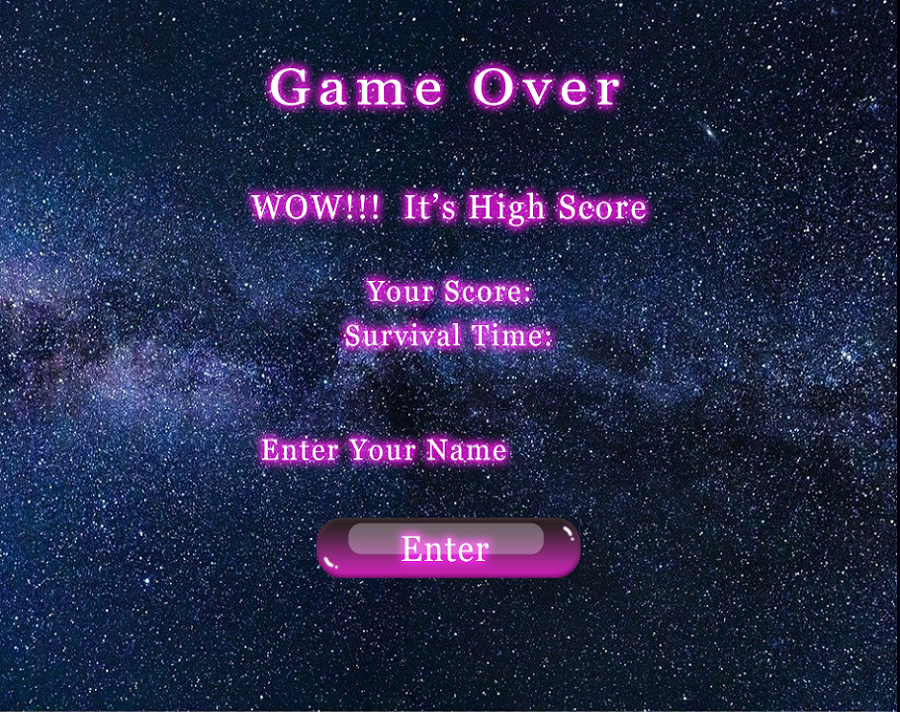 Game Over
WOW!!! It’s High Score
Your Score:
Survival Time:
Enter Your Name
Enter